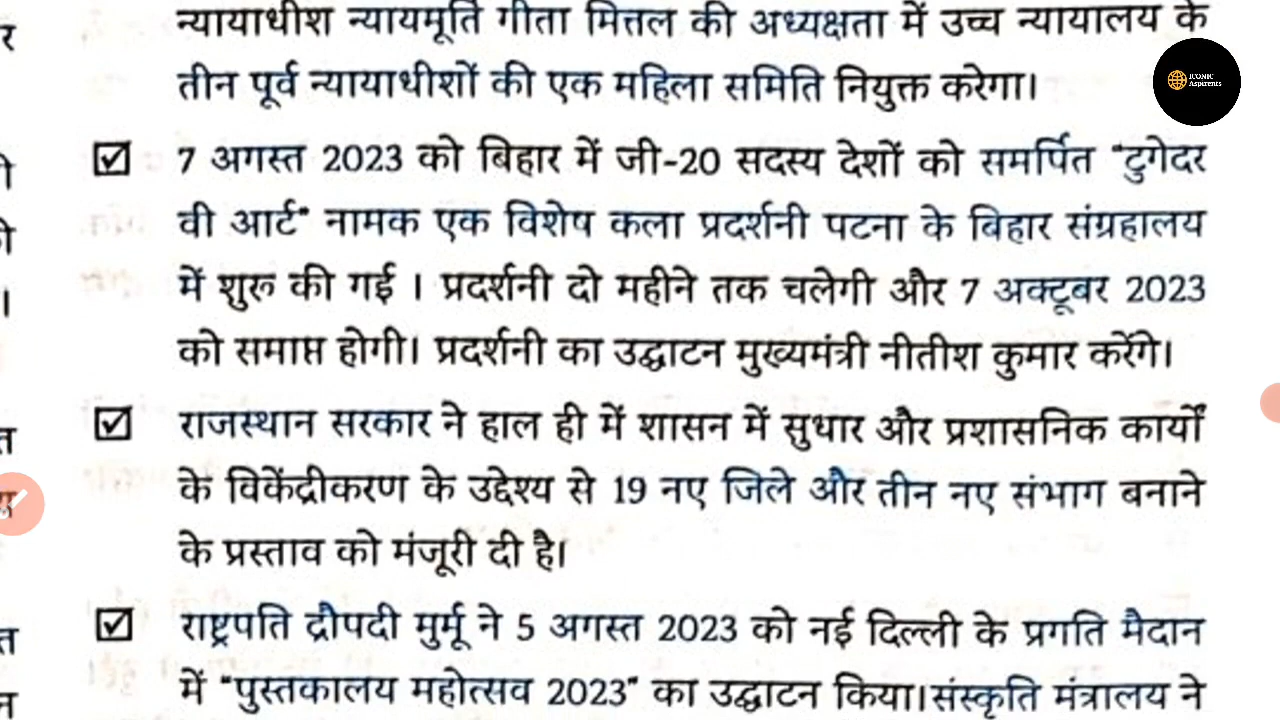 न्यायाधीश न्यायमूर्ति गीता मित्तल की अध्यक्षता में उच्च न्यायालय के
तीन पूर्व न्यायाधीशों की एक महिला समिति नियुक्त करेगा।
ICONIC
Aspirents
7 अगस्त 2023 को बिहार में जी-20 सदस्य देशों को समर्पित "टुगेदर
वी आर्ट" नामक एक विशेष कला प्रदर्शनी पटना के बिहार संग्रहालय
में शुरू की गई । प्रदर्शनी दो महीने तक चलेगी और 7 अक्टूबर 2023
को समाप्त होगी। प्रदर्शनी का उद्घाटन मुख्यमंत्री नीतीश कुमार करेंगे।
राजस्थान सरकार ने हाल ही में शासन में सुधार और प्रशासनिक कार्यों
के विकेंद्रीकरण के उद्देश्य से 19 नए जिले और तीन नए संभाग बनाने
के प्रस्ताव को मंजूरी दी है।
राष्ट्रपति द्रौपदी मुर्मू ने 5 अगस्त 2023 को नई दिल्ली के प्रगति मैदान
में "पुस्तकालय महोत्सव 2023" का उद्घाटन किया।संस्कृति मंत्रालय ने